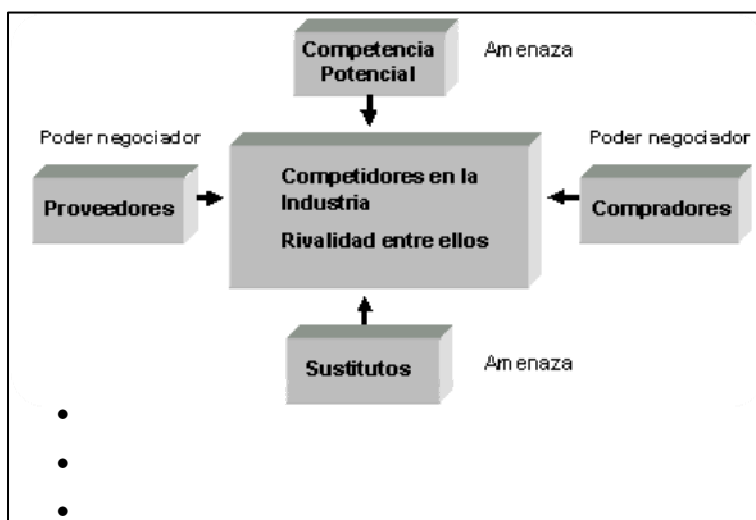 Competencia
Potencial
Amenaza
Poder negociador
Poder negociador
Proveedores
Competidores en la
Industria
Rivalidad entre ellos
Compradores
Sustitutos
Amenaza